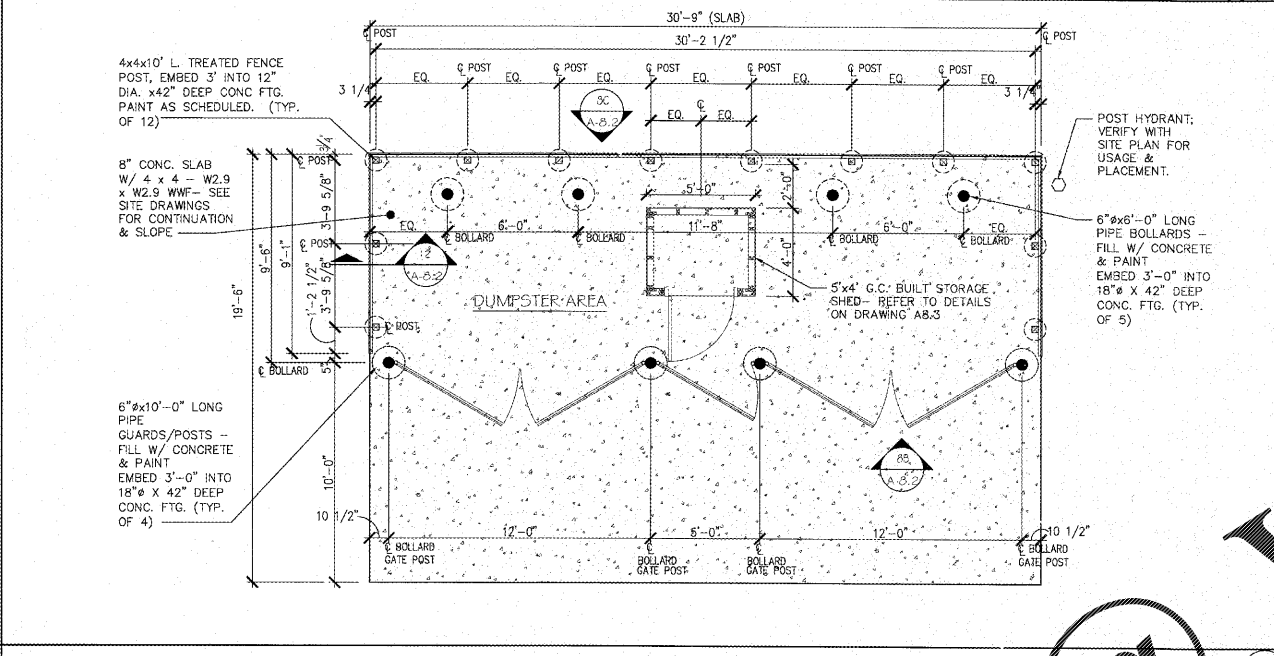 30'-9" (SLAB)
℄ POST
℄ POST
30'-2 1/2"
4x4x10' L. TREATED FENCE
POST, EMBED 3' INTO 12"
DIA. x42" DEEP CONC FTG.
PAINT AS SCHEDULED. (TYP.
OF 12)
℄ POST
℄ POST
℄ POST
℄ POST
℄ POST
℄ POST
EQ.
EQ.
EQ.
EQ.
EQ.
EQ.
EQ.
3 1/4"
3 1/4"
A-8.2
℄
EQ.
EQ.
POST HYDRANT;
VERIFY WITH
SITE PLAN FOR
USAGE &
PLACEMENT.
8" CONC. SLAB
W/ 4 x 4 - W2.9
x W2.9 WWF- SEE
SITE DRAWINGS
FOR CONTINUATION
& SLOPE
℄ POST
3'-9 5/8"
℄ POST
3'-9 5/8"
1'-2 1/2"
℄ POST
9'-1"
9'-6"
19'-6"
5"
10'-0"
℄ BOLLARD
5'-0"
2'-0"
4'-0"
EQ.
6'-0"
11'-8"
6'-0"
EQ.
℄ BOLLARD
℄ BOLLARD
℄ BOLLARD
℄ BOLLARD
12
A-8.2
DUMPSTER AREA
5'x4' G.C. BUILT STORAGE
SHED- REFER TO DETAILS
ON DRAWING A8.3
6"øx6'-0" LONG
PIPE BOLLARDS -
FILL W/ CONCRETE
& PAINT
EMBED 3'-0" INTO
18"ø X 42" DEEP
CONC. FTG. (TYP.
OF 5)
6"øx10'-0" LONG
PIPE
GUARDS/POSTS -
FILL W/ CONCRETE
& PAINT
EMBED 3'-0" INTO
18"ø X 42" DEEP
CONC. FTG. (TYP.
OF 4)
8B
A-8.2
10 1/2"
12'-0"
5'-0"
12'-0"
10 1/2"
℄ BOLLARD
GATE POST
℄ BOLLARD
GATE POST
℄ BOLLARD
GATE POST
℄ BOLLARD
GATE POST